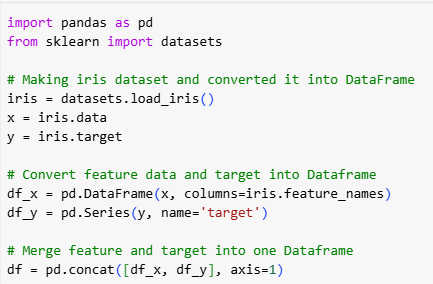 import pandas as pd
from sklearn import datasets
# Making iris dataset and converted it into DataFrame
iris = datasets.load_iris()
x = iris.data
y = iris.target
# Convert feature data and target into Dataframe
df_x = pd.DataFrame(x, columns=iris.feature_names)
df_y = pd.Series(y, name='target')
# Merge feature and target into one Dataframe
df = pd.concat([df_x, df_y], axis=1)